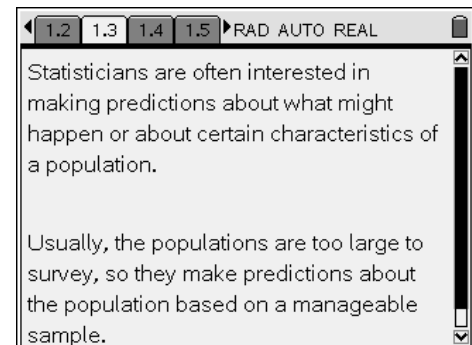 1.2 1.3 1.4 1.5 RAD AUTO REAL
Statisticians are often interested in
making predictions about what might
happen or about certain characteristics of
a population.
Usually, the populations are too large to
survey, so they make predictions about
the population based on a manageable
sample.